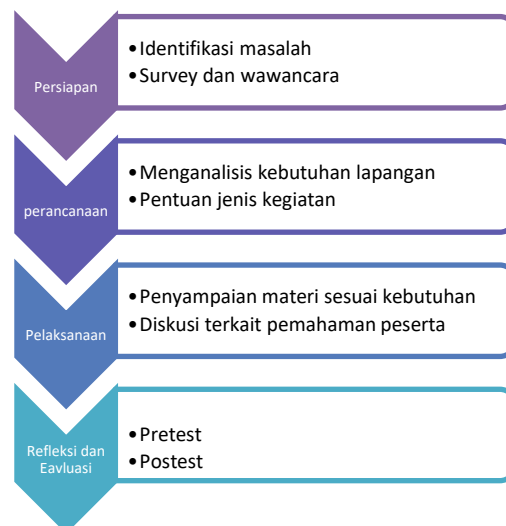 Persiapan
•Identifikasi masalah
•Survey dan wawancara
perancanaan
•Menganalisis kebutuhan lapangan
•Pentuan jenis kegiatan
Pelaksanaan
•Penyampaian materi sesuai kebutuhan
•Diskusi terkait pemahaman peserta
Refleksi dan
Eavluasi
•Pretest
•Postest